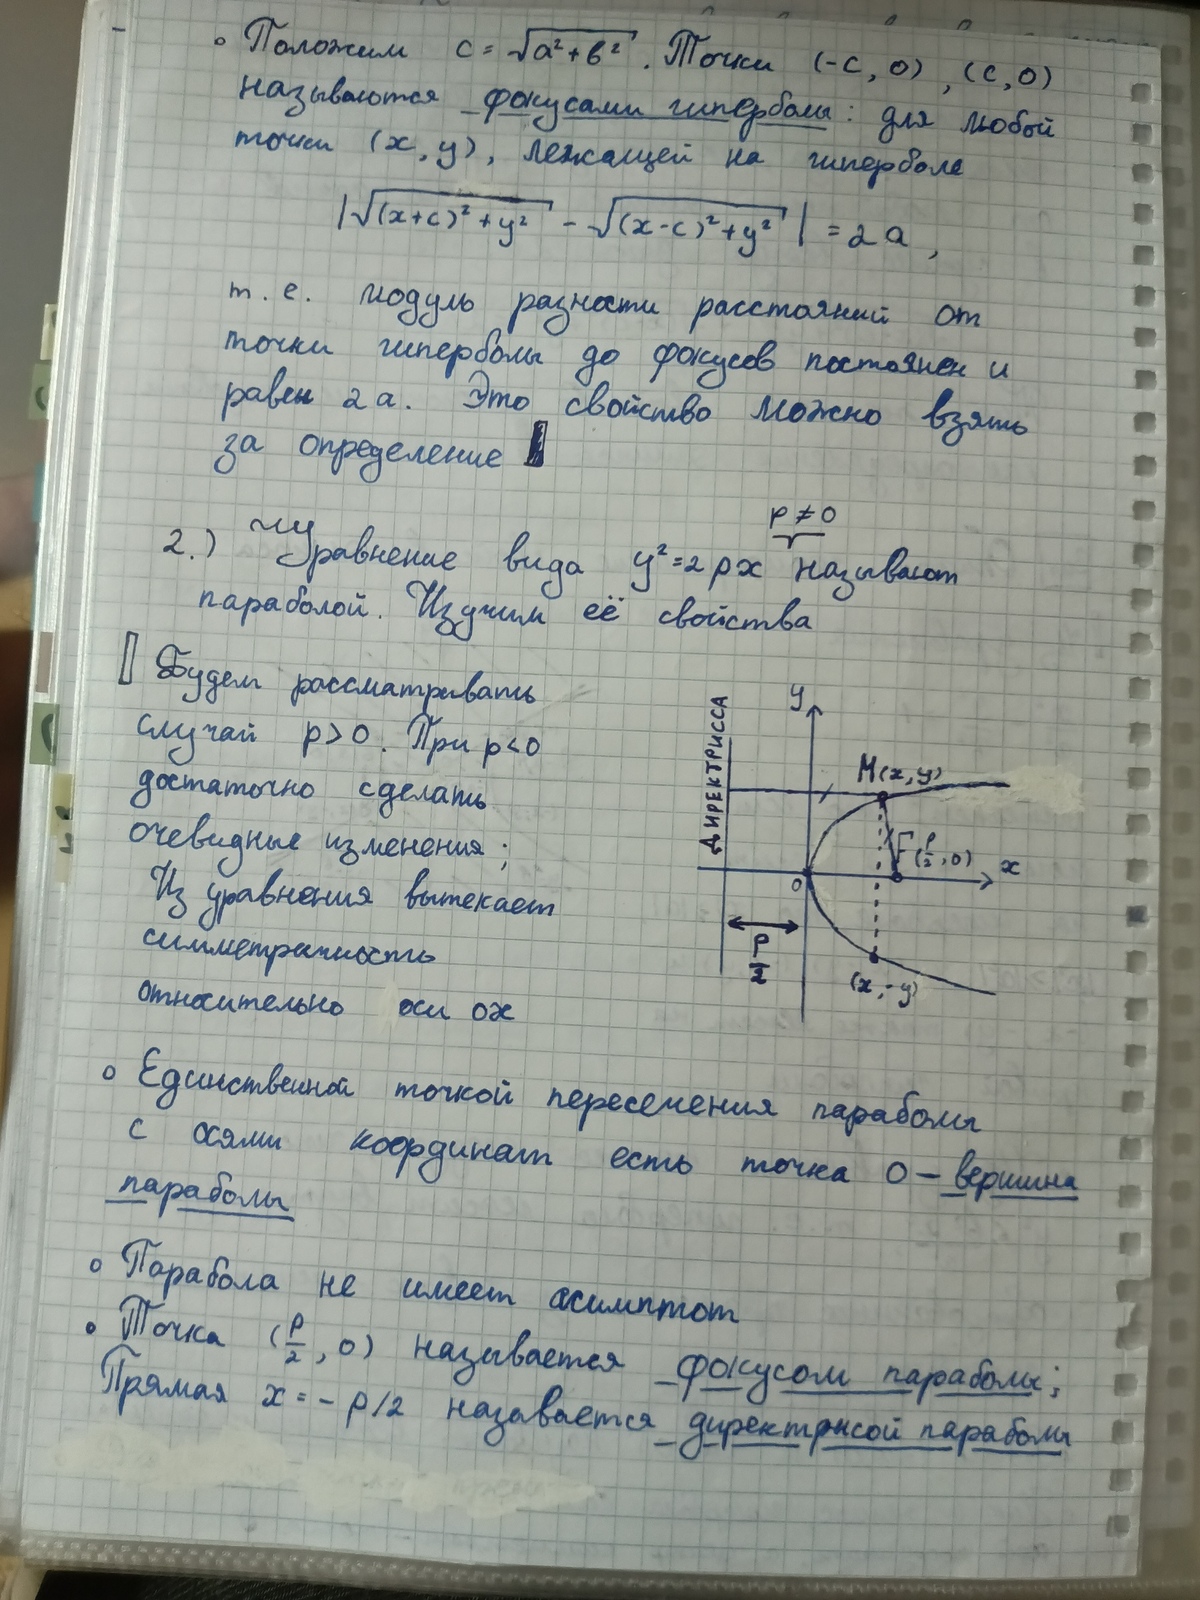 Положим c = √(a² + b²). Точки (-c, 0), (c, 0)
называются фокусами гиперболы: для любой
точки (x, y), лежащей на гиперболе
|√((x+c)² + y²) - √((x-c)² + y²)| = 2a,
т.е. модуль разности расстояний от
точки гиперболы до фокусов постоянен и
равен 2a. Это свойство можно взять
за определение
p ≠ 0
2.) Уравнение вида y² = 2px называют
параболой. Изучим её свойства
Будем рассматривать
случай p > 0. При p < 0
достаточно сделать
очевидные изменения;
Из уравнения вытекает
симметричность
относительно оси ox
ДИРЕКТРИССА
y
M(x, y)
F(p/2, 0)
x
0
p/2
(x, -y)
Единственной точкой пересечения параболы
с осями координат есть точка O – вершина
параболы
Парабола не имеет асимптот
Точка (p/2, 0) называется фокусом параболы;
Прямая x = - p/2 называется директрисой параболы